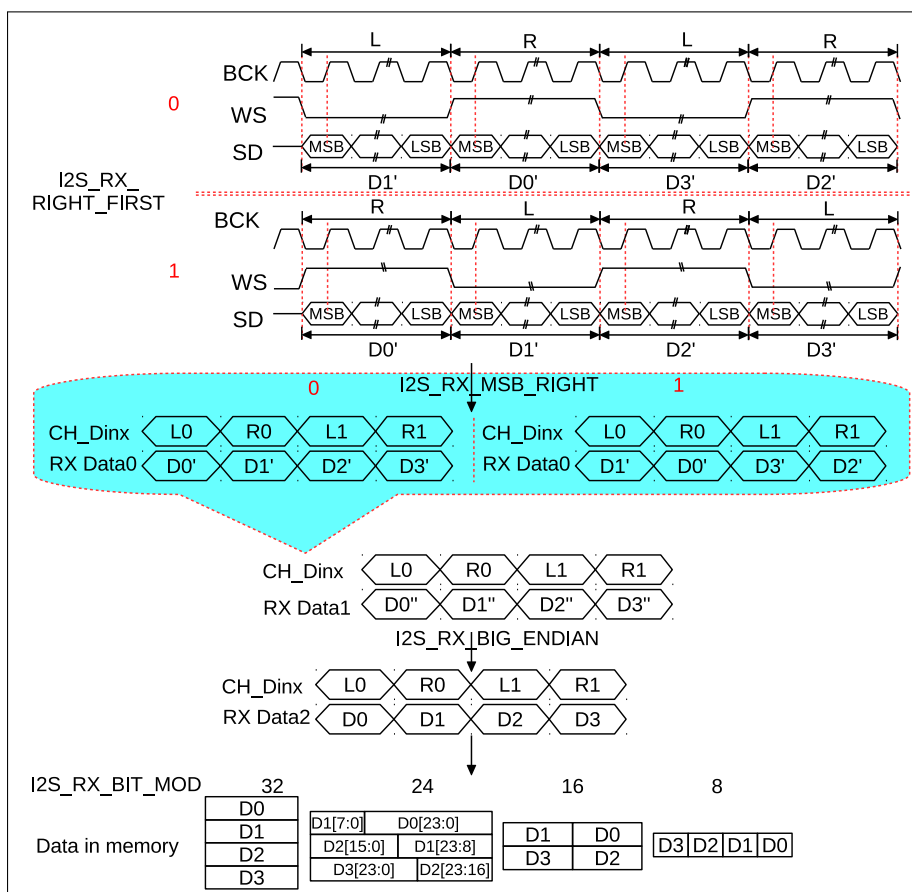 L R L R
BCK
0
WS
SD MSB LSB MSB LSB MSB LSB MSB LSB
D1' D0' D3' D2'
I2S_RX_
RIGHT_FIRST
R L R L
BCK
1
WS
SD MSB LSB MSB LSB MSB LSB MSB LSB
D0' D1' D2' D3'
0 I2S_RX_MSB_RIGHT 1
CH_Dinx L0 R0 L1 R1 CH_Dinx L0 R0 L1 R1
RX Data0 D0' D1' D2' D3' RX Data0 D1' D0' D3' D2'
CH_Dinx L0 R0 L1 R1
RX Data1 D0" D1" D2" D3"
I2S_RX_BIG_ENDIAN
CH_Dinx L0 R0 L1 R1
RX Data2 D0 D1 D2 D3
I2S_RX_BIT_MOD 32 24 16 8
Data in memory
D0
D1
D2
D3
D1[7:0] D0[23:0]
D2[15:0] D1[23:8]
D3[23:0] D2[23:16]
D1 D0
D3 D2
D3 D2 D1 D0